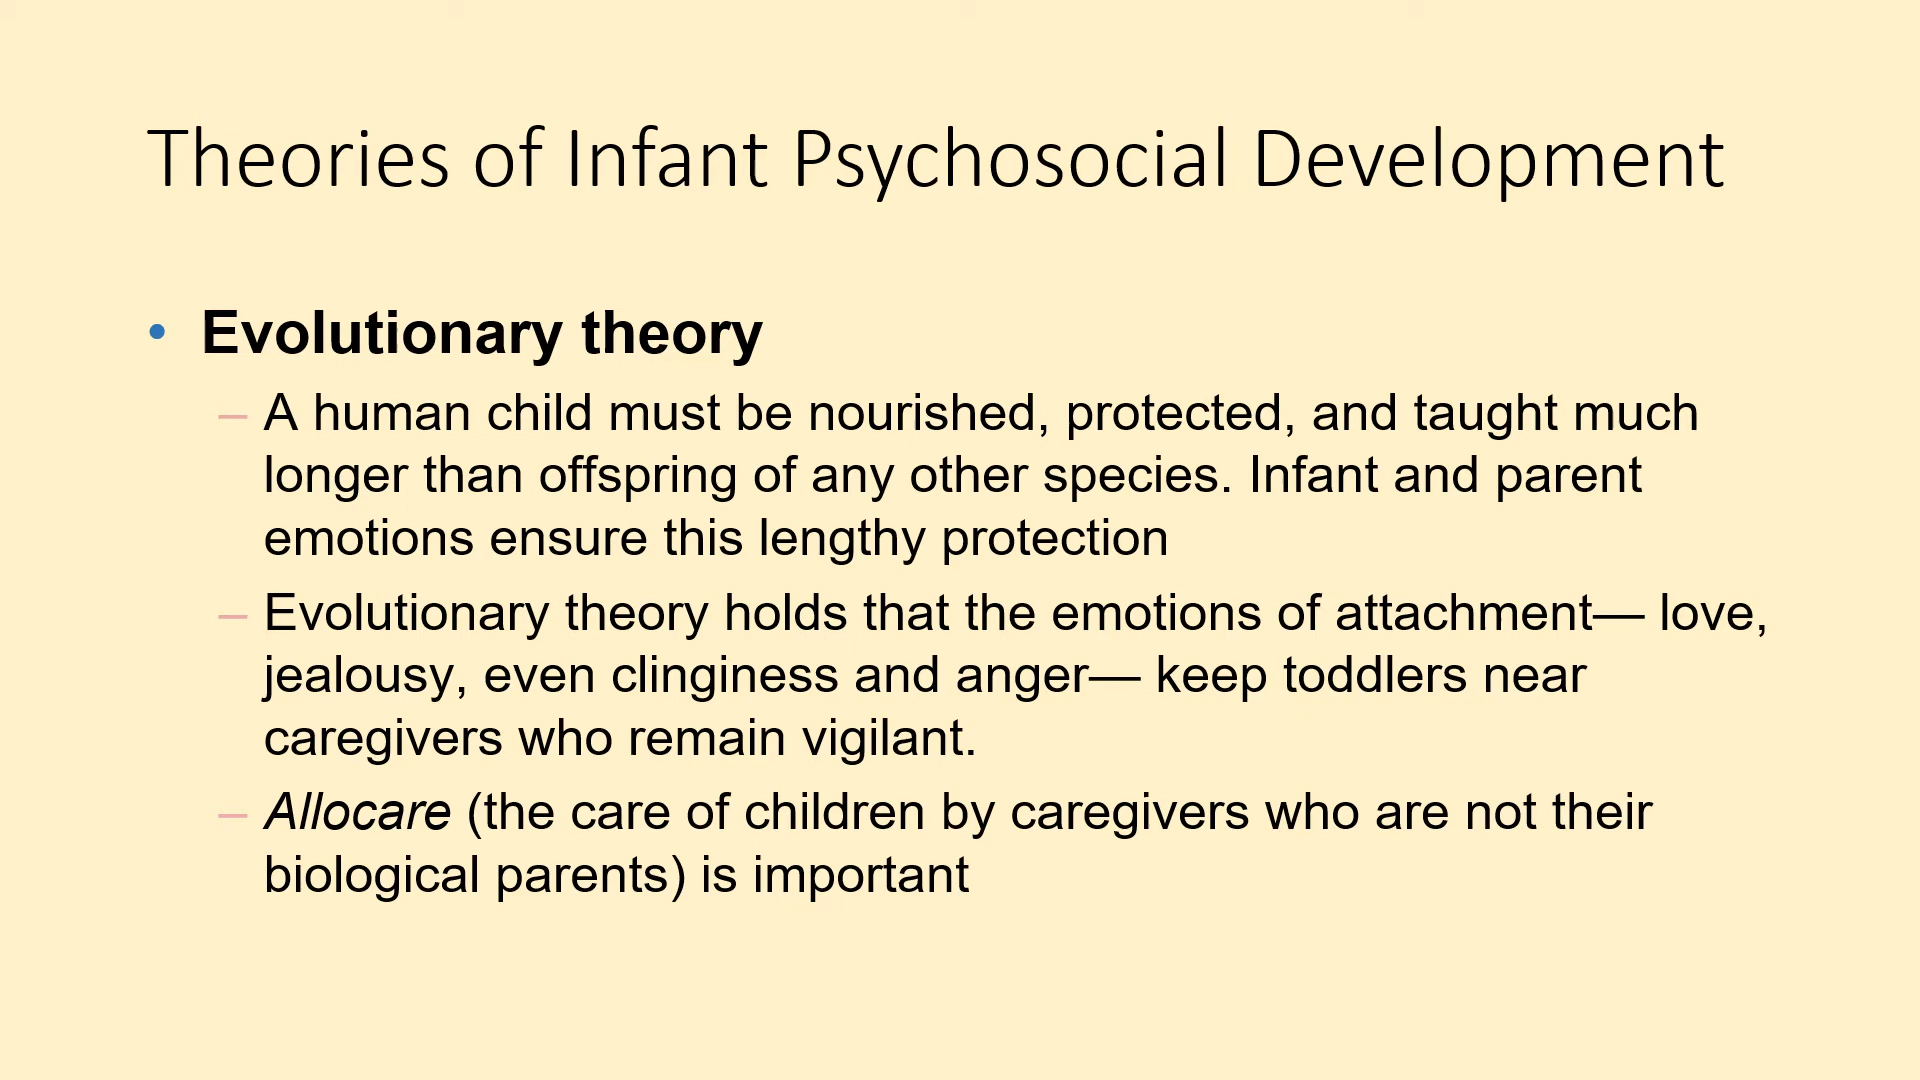 Theories of Infant Psychosocial Development
• Evolutionary theory
– A human child must be nourished, protected, and taught much
longer than offspring of any other species. Infant and parent
emotions ensure this lengthy protection
– Evolutionary theory holds that the emotions of attachment— love,
jealousy, even clinginess and anger— keep toddlers near
caregivers who remain vigilant.
– Allocare (the care of children by caregivers who are not their
biological parents) is important